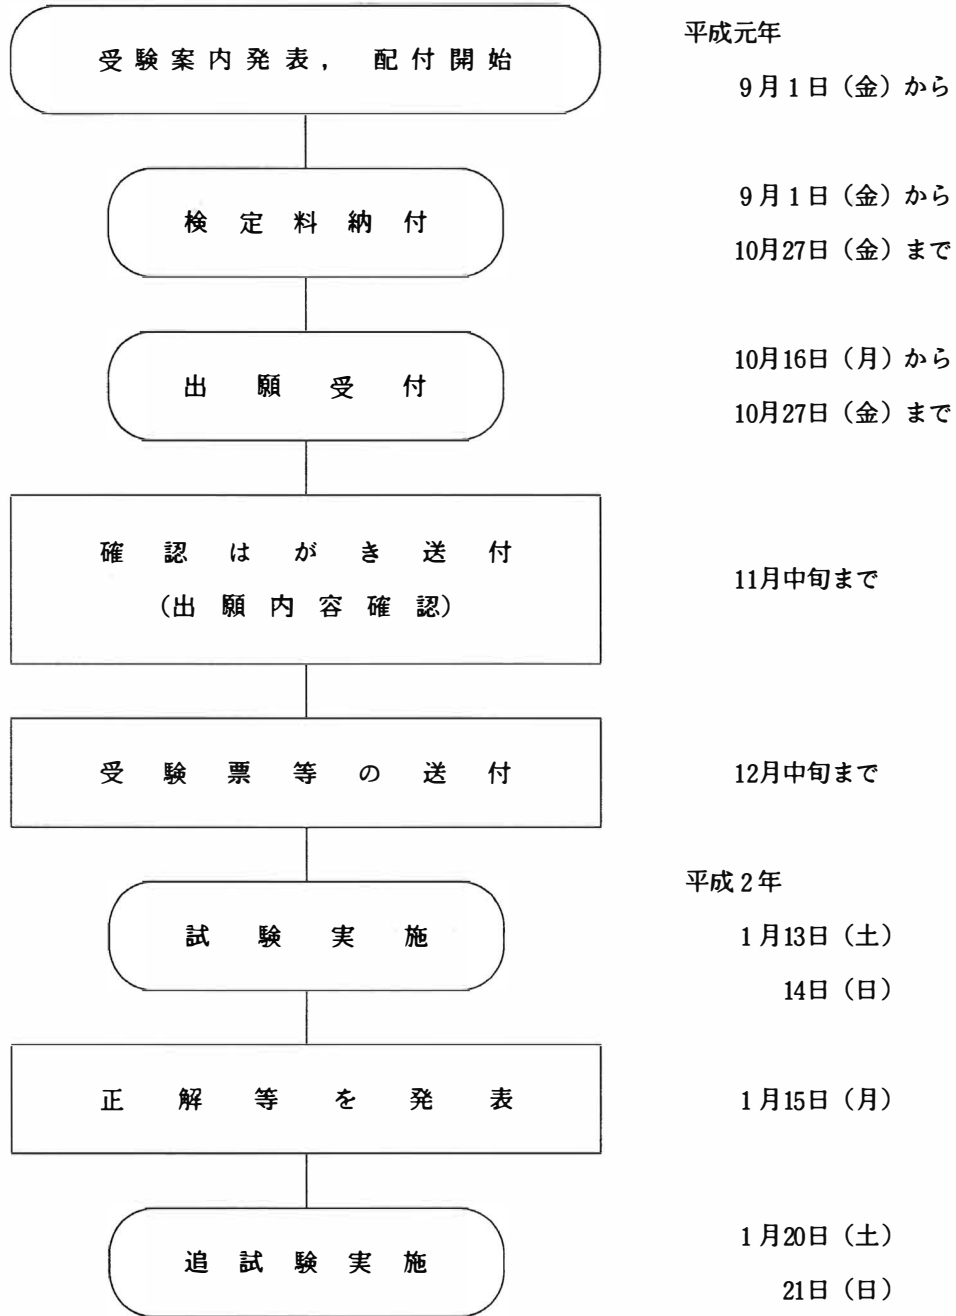 平成元年
受験案内発表，配付開始
9月1日（金）から
検定料納付
9月1日（金）から
10月27日（金）まで
出願受付
10月16日（月）から
10月27日（金）まで
確認はがき送付
(出願内容確認)
11月中旬まで
受験票等の送付
12月中旬まで
平成2年
試験実施
1月13日（土）
14日（日）
正解等を発表
1月15日（月）
追試験実施
1月20日（土）
21日（日）